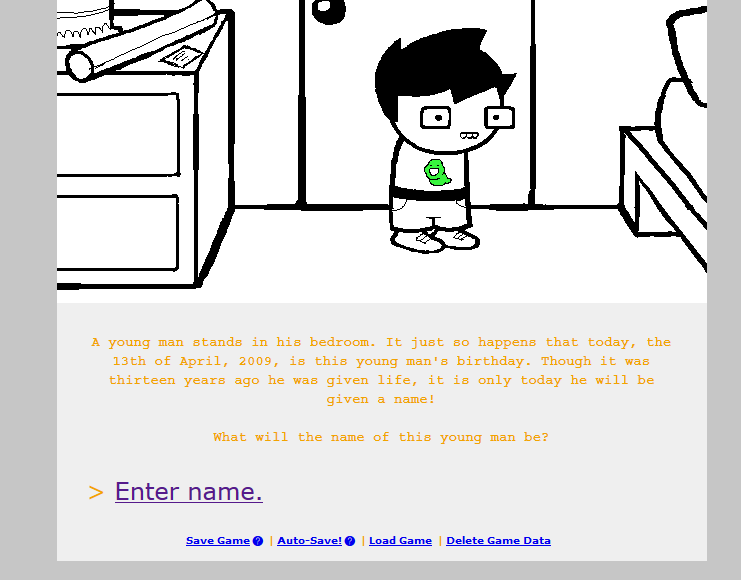 A young man stands in his bedroom. It just so happens that today, the
13th of April, 2009, is this young man's birthday. Though it was
thirteen years ago he was given life, it is only today he will be
given a name!
What will the name of this young man be?
> Enter name.
Save Game ? | Auto-Save! ? | Load Game | Delete Game Data